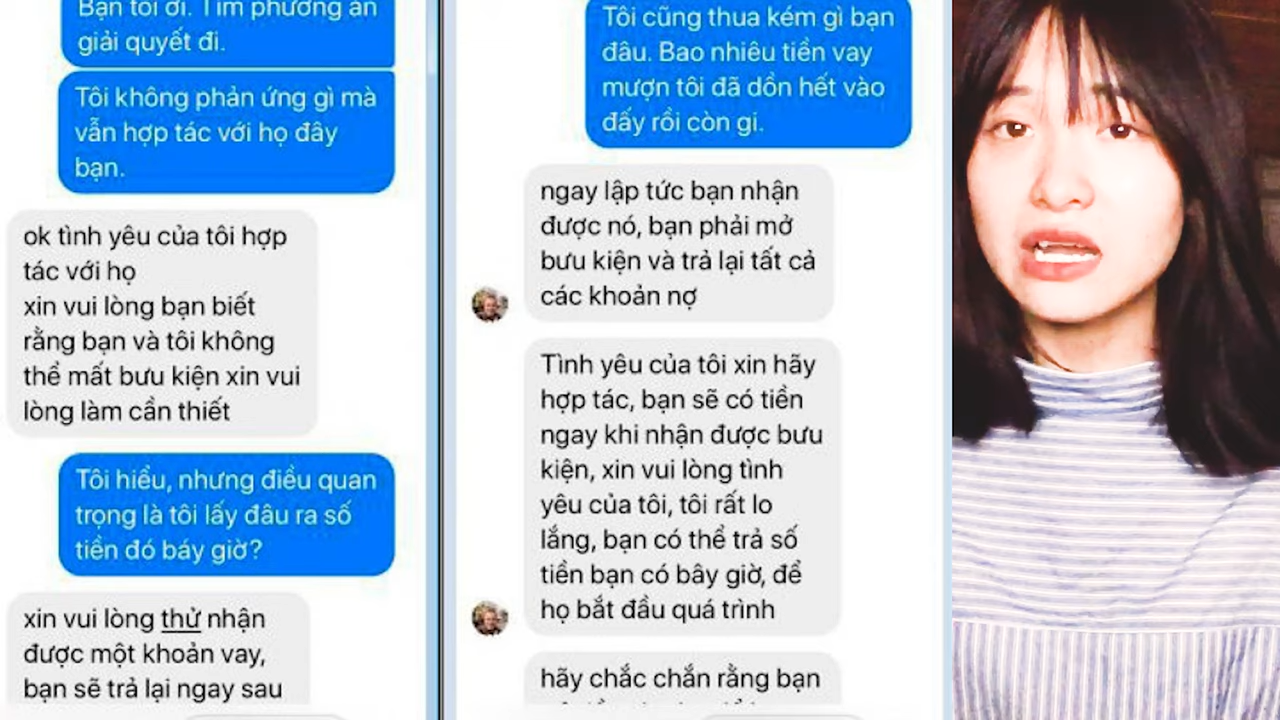 Bạn tôi ơi. Tìm phương án
giải quyết đi.
Tôi không phản ứng gì mà
vẫn hợp tác với họ đây
bạn.
ok tình yêu của tôi hợp
tác với họ
xin vui lòng bạn biết
rằng bạn và tôi không
thể mất bưu kiện xin vui
lòng làm cần thiết
Tôi hiểu, nhưng điều quan
trọng là tôi lấy đâu ra số
tiền đó báy giờ?
xin vui lòng thử nhận
được một khoản vay,
bạn sẽ trả lại ngay sau
Tôi cũng thua kém gì bạn
đâu. Bao nhiêu tiền vay
mượn tôi đã dồn hết vào
đấy rồi còn gi.
ngay lập tức bạn nhận
được nó, bạn phải mở
bưu kiện và trả lại tất cả
các khoản nợ
Tình yêu của tôi xin hãy
hợp tác, bạn sẽ có tiền
ngay khi nhận được bưu
kiện, xin vui lòng tình
yêu của tôi, tôi rất lo
lắng, bạn có thể trả số
tiền bạn có bây giờ, để
họ bắt đầu quá trình
hãy chắc chắn rằng bạn